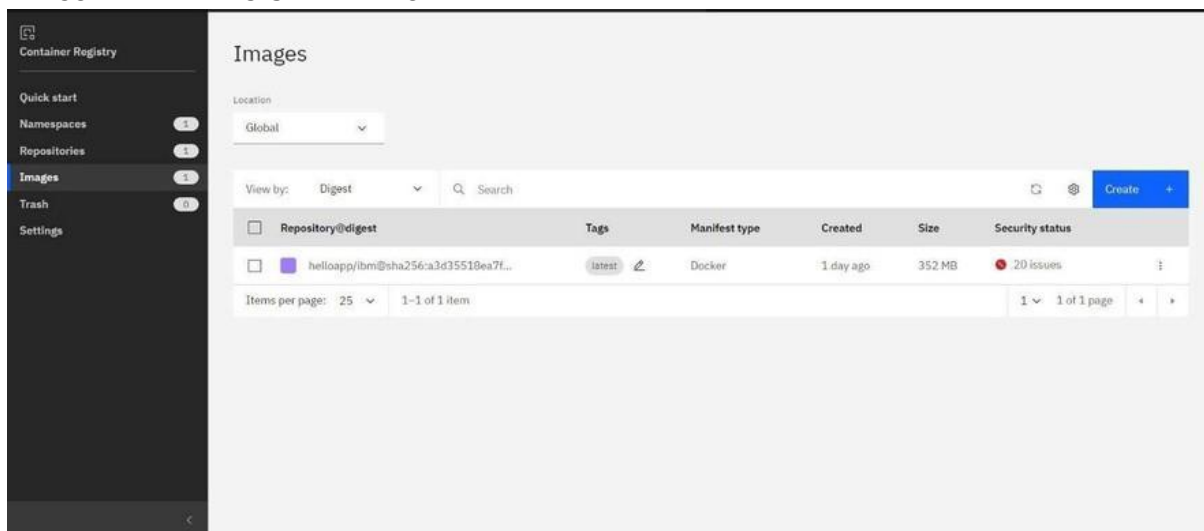 Container Registry
Quick start
Namespaces 1
Repositories 1
Images 1
Trash 0
Settings
Images
Location
Global
View by: Digest Search Create +
Repository@digest Tags Manifest type Created Size Security status
helloapp/ibm@sha256:a3d35518ea7f... latest Docker 1 day ago 352 MB 20 issues
Items per page: 25 1–1 of 1 item 1 1 of 1 page